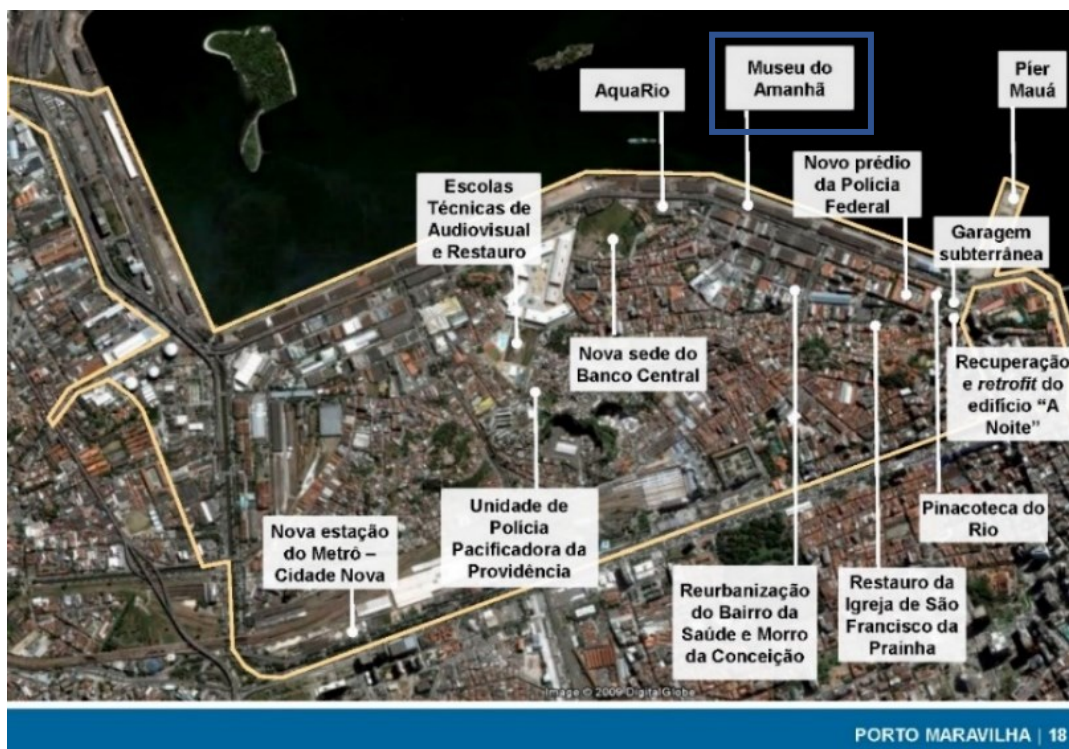 AquaRio
Museu do
Amanhã
Píer
Mauá
Escolas
Técnicas de
Audiovisual
e Restauro
Novo prédio
da Polícia
Federal
Garagem
subterrânea
Nova sede do
Banco Central
Recuperação
e retrofit do
edifício “A
Noite”
Nova estação
do Metrô –
Cidade Nova
Unidade de
Polícia
Pacificadora da
Providência
Reurbanização
do Bairro da
Saúde e Morro
da Conceição
Restauro da
Igreja de São
Francisco da
Prainha
Pinacoteca do
Rio
Image © 2009 DigitalGlobe
PORTO MARAVILHA | 18